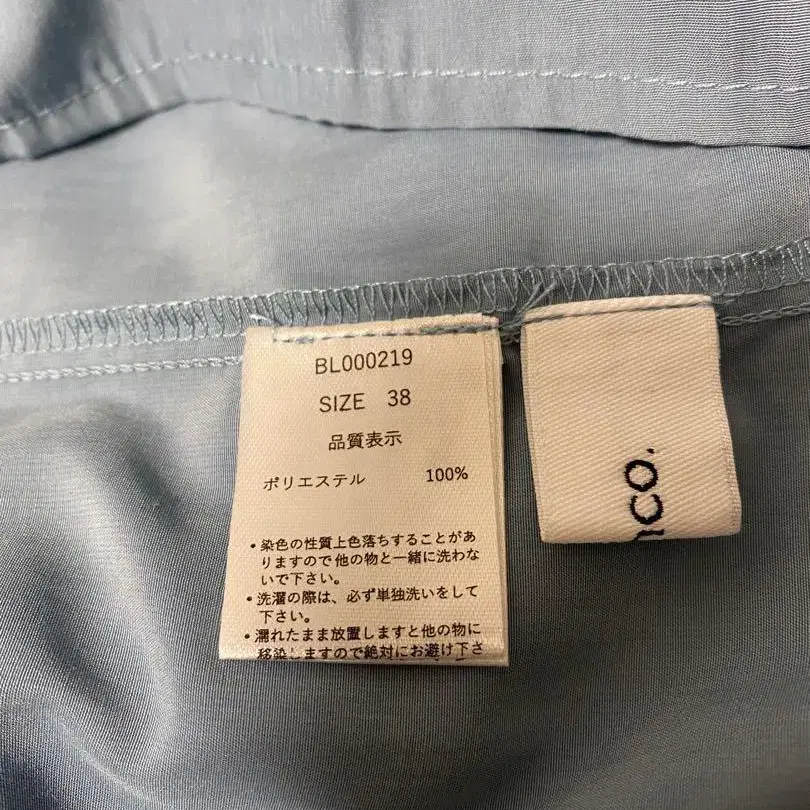 BL000219
SIZE 38
品質表示
ポリエステル 100%
・染色の性質上色落ちすることがあ
りますので他の物と一緒に洗わな
いで下さい。
・洗濯の際は、必ず単独洗いをして
下さい。
・濡れたまま放置しますと他の物に
移染しますので絶対にお避け下さ
co.